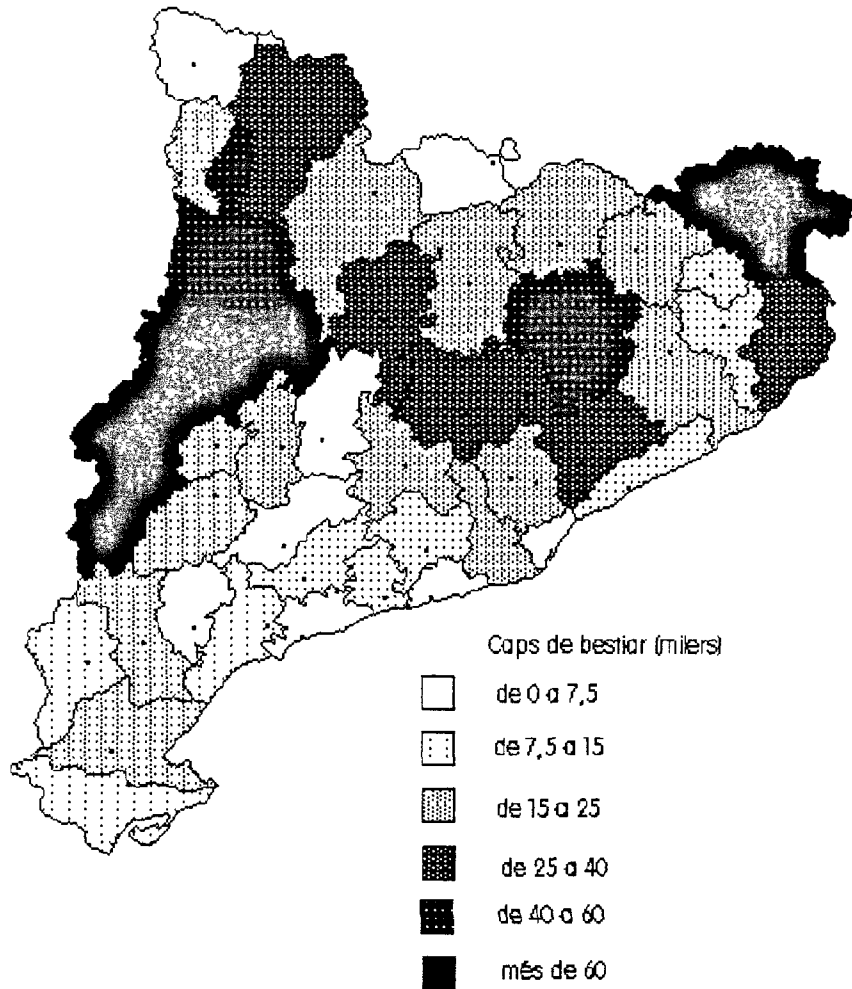 Caps de bestiar (milers)
de 0 a 7,5
de 7,5 a 15
de 15 a 25
de 25 a 40
de 40 a 60
més de 60